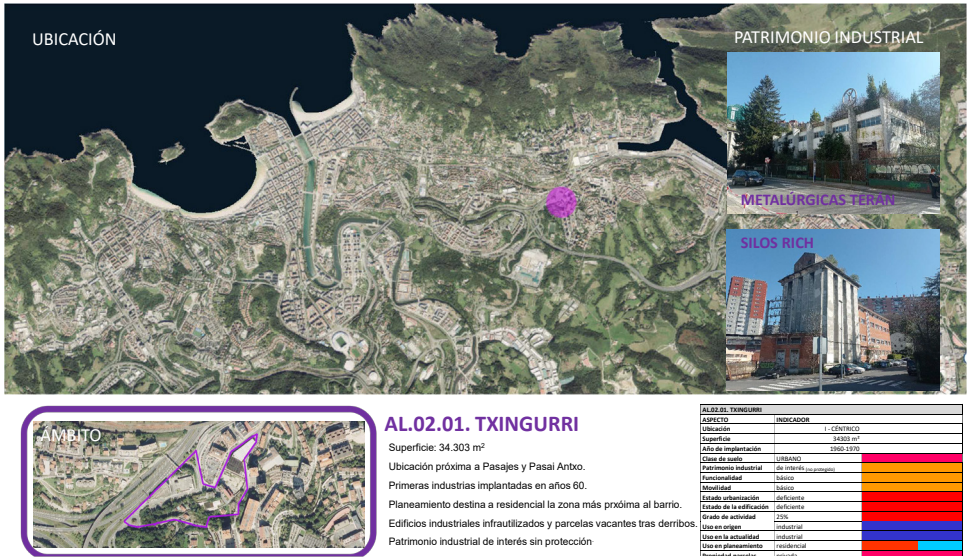 UBICACIÓN
PATRIMONIO INDUSTRIAL
METALÚRGICAS TERÁN
SILOS RICH
ÁMBITO
AL.02.01. TXINGURRI
Superficie: 34.303 m²
Ubicación próxima a Pasajes y Pasai Antxo.
Primeras industrias implantadas en años 60.
Planeamiento destina a residencial la zona más prxóima al barrio.
Edificios industriales infrautilizados y parcelas vacantes tras derribos.
Patrimonio industrial de interés sin protección
AL.02.01. TXINGURRI
ASPECTO INDICADOR
Ubicación I - CÉNTRICO
Superficie 34303 m²
Año de implantación 1960-1970
Clase de suelo URBANO
Patrimonio industrial de interés (no protegido)
Funcionalidad básico
Movilidad básico
Estado urbanización deficiente
Estado de la edificación deficiente
Grado de actividad 25%
Uso en origen industrial
Uso en la actualidad industrial
Uso en planeamiento residencial
Propiedad parcelas privada